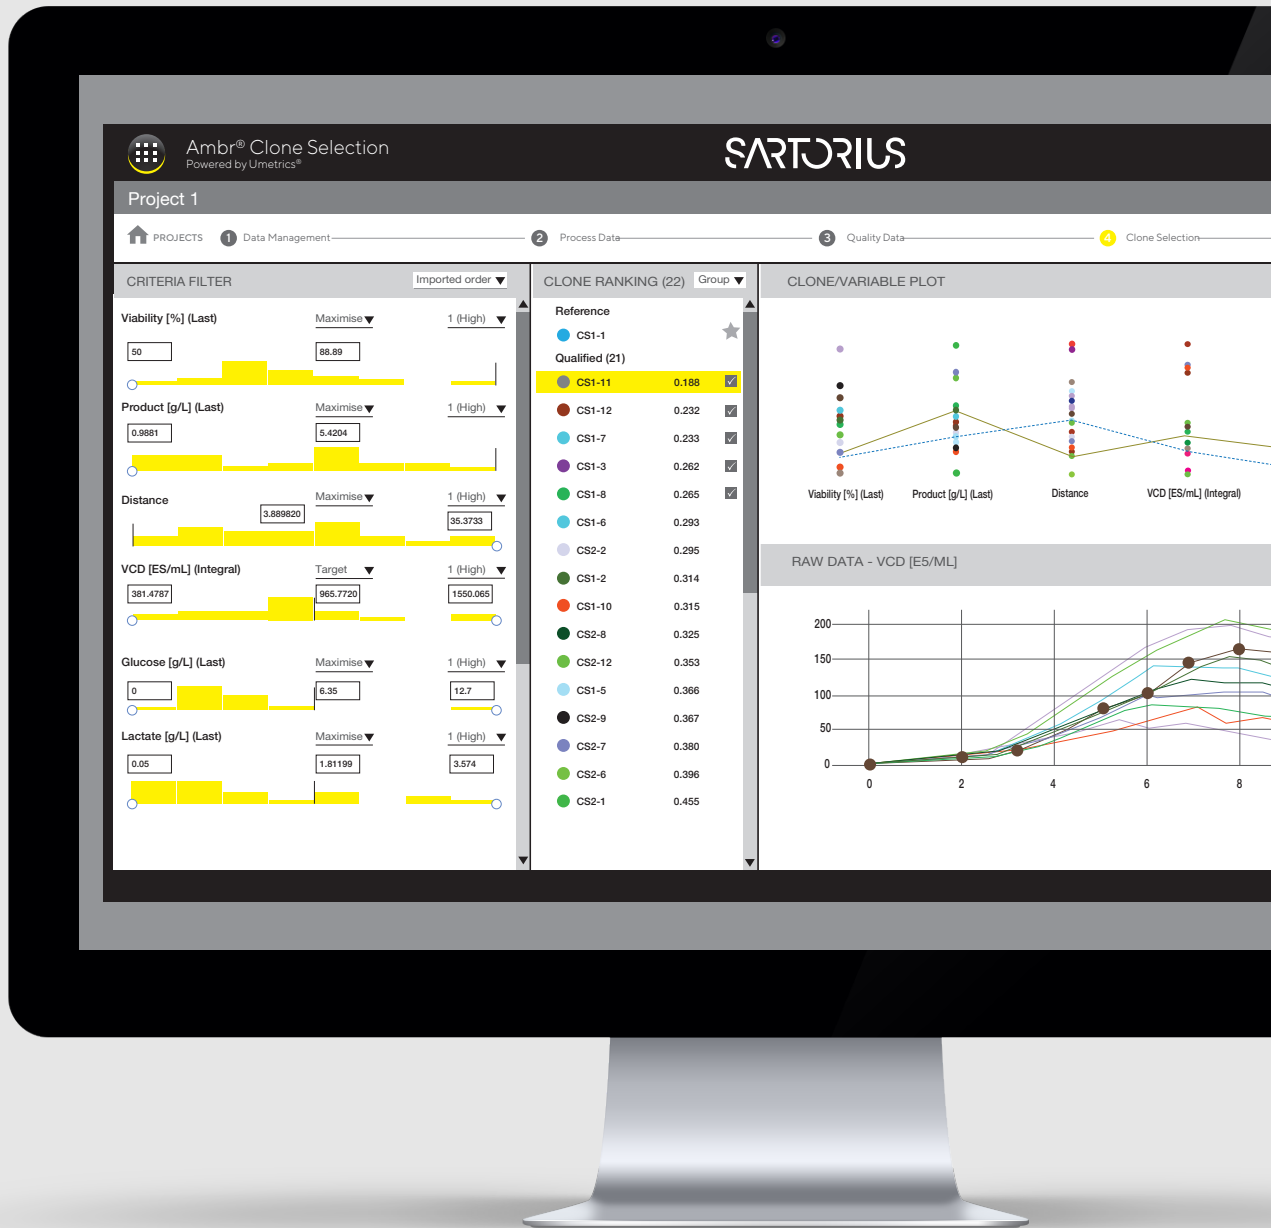 Ambr® Clone Selection
Powered by Umetrics®
SARTORIUS
Project 1
PROJECTS
1 Data Management
2 Process Data
3 Quality Data
4 Clone Selection
CRITERIA FILTER
Imported order
Viability [%] (Last)
Maximise
1 (High)
50
88.89
Product [g/L] (Last)
Maximise
1 (High)
0.9881
5.4204
Distance
Maximise
1 (High)
3.889820
35.3733
VCD [ES/mL] (Integral)
Target
1 (High)
381.4787
965.7720
1550.065
Glucose [g/L] (Last)
Maximise
1 (High)
0
6.35
12.7
Lactate [g/L] (Last)
Maximise
1 (High)
0.05
1.81199
3.574
CLONE RANKING (22)
Group
Reference
CS1-1
Qualified (21)
CS1-11 0.188
CS1-12 0.232
CS1-7 0.233
CS1-3 0.262
CS1-8 0.265
CS1-6 0.293
CS2-2 0.295
CS1-2 0.314
CS1-10 0.315
CS2-8 0.325
CS2-12 0.353
CS1-5 0.366
CS2-9 0.367
CS2-7 0.380
CS2-6 0.396
CS2-1 0.455
CLONE/VARIABLE PLOT
Viability [%] (Last)
Product [g/L] (Last)
Distance
VCD [ES/mL] (Integral)
RAW DATA - VCD [E5/ML]
200
150
100
50
0
0 2 4 6 8